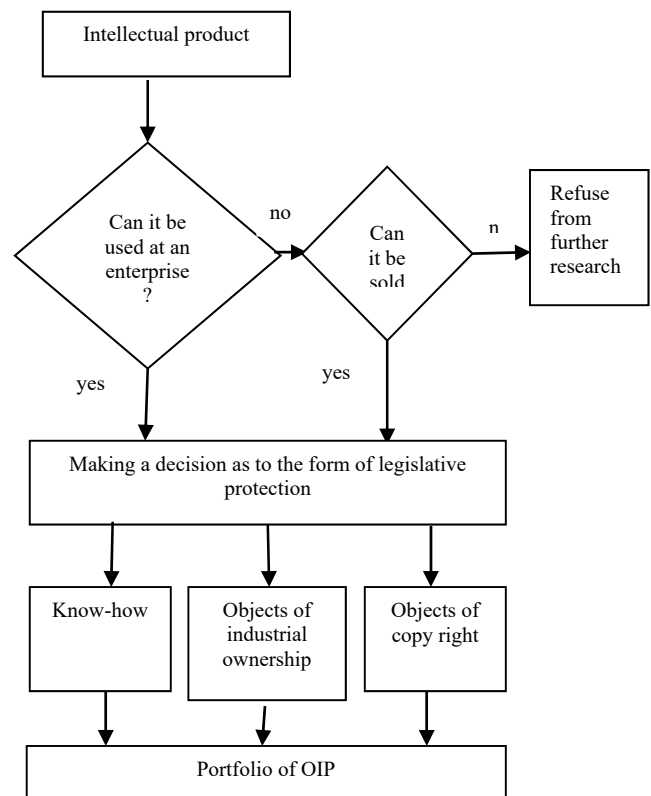 Intellectual product
Can it be
used at an
enterprise
?
no
Can
it be
sold
n
Refuse
from
further
research
yes
yes
Making a decision as to the form of legislative
protection
Know-how
Objects of
industrial
ownership
Objects of
copy right
Portfolio of OIP